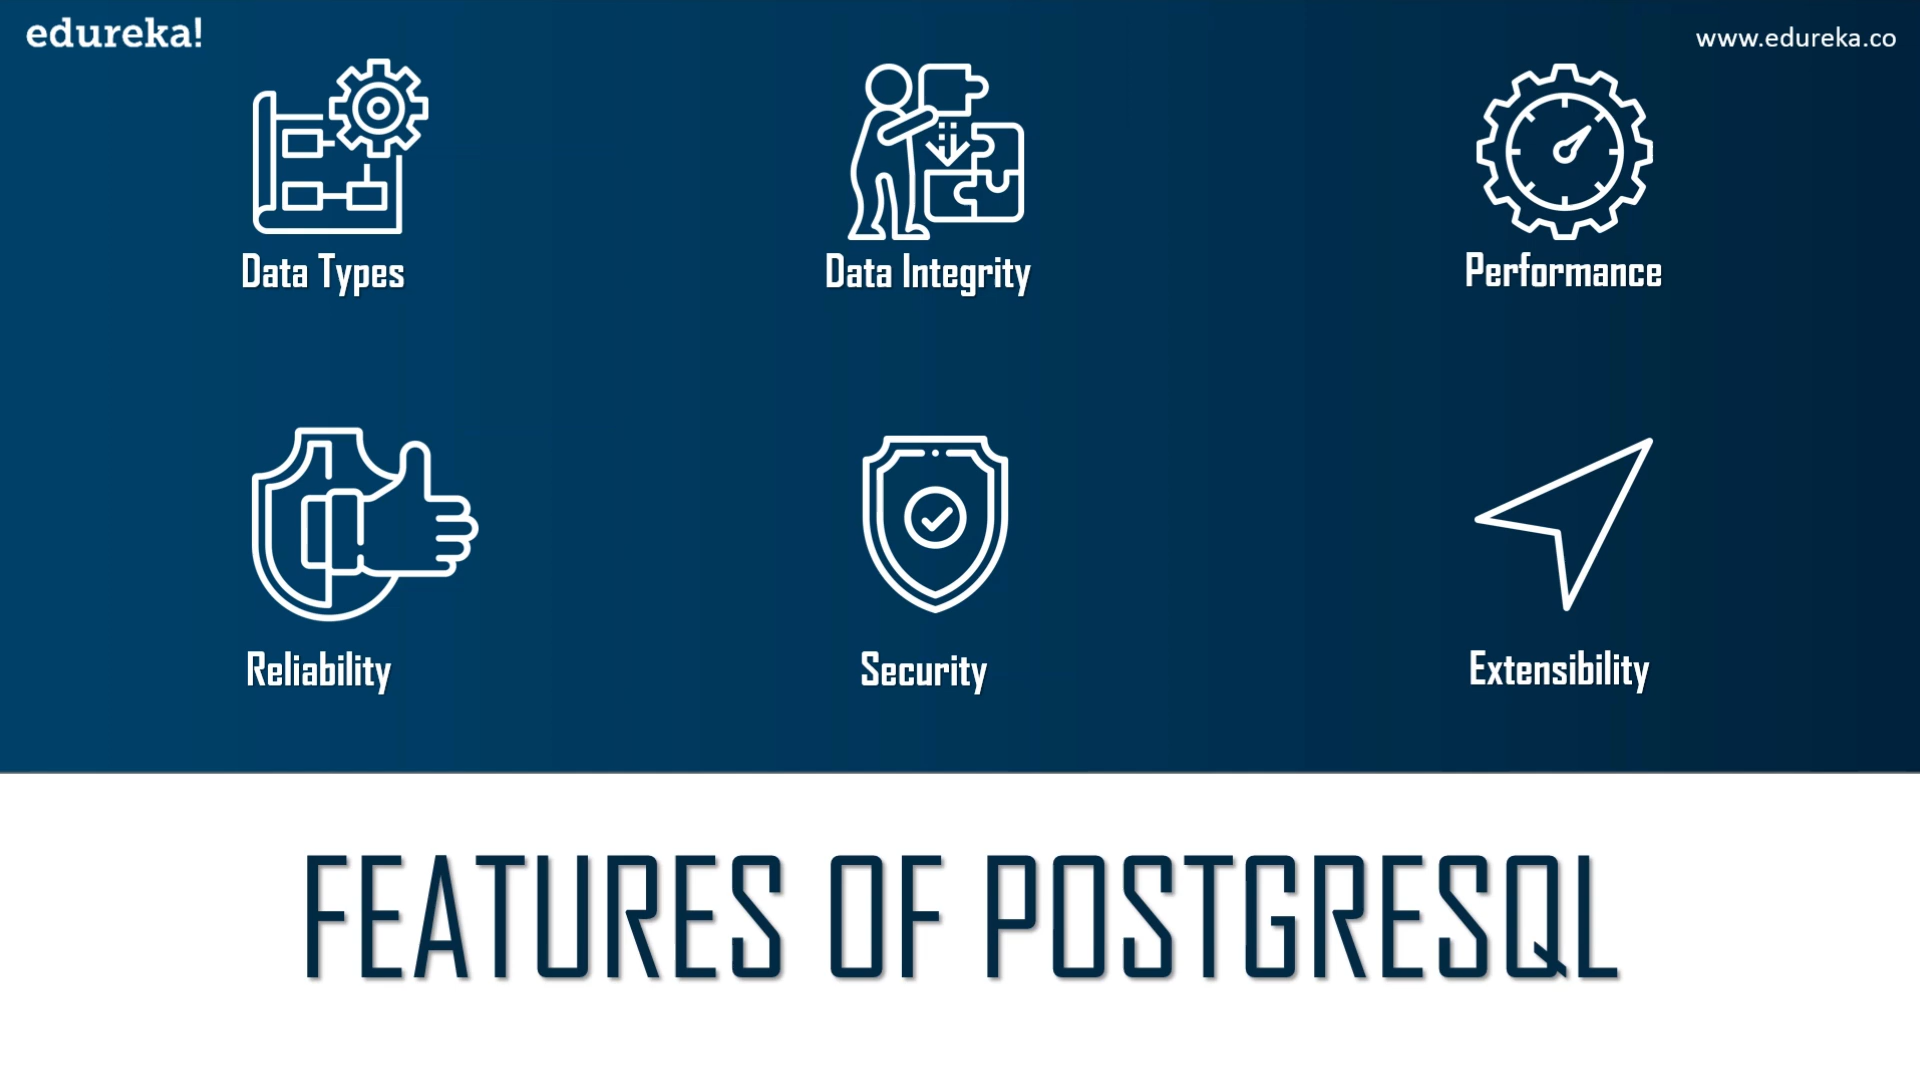 edureka!
www.edureka.co
Data Types
Data Integrity
Performance
Reliability
Security
Extensibility
FEATURES OF POSTGRESQL